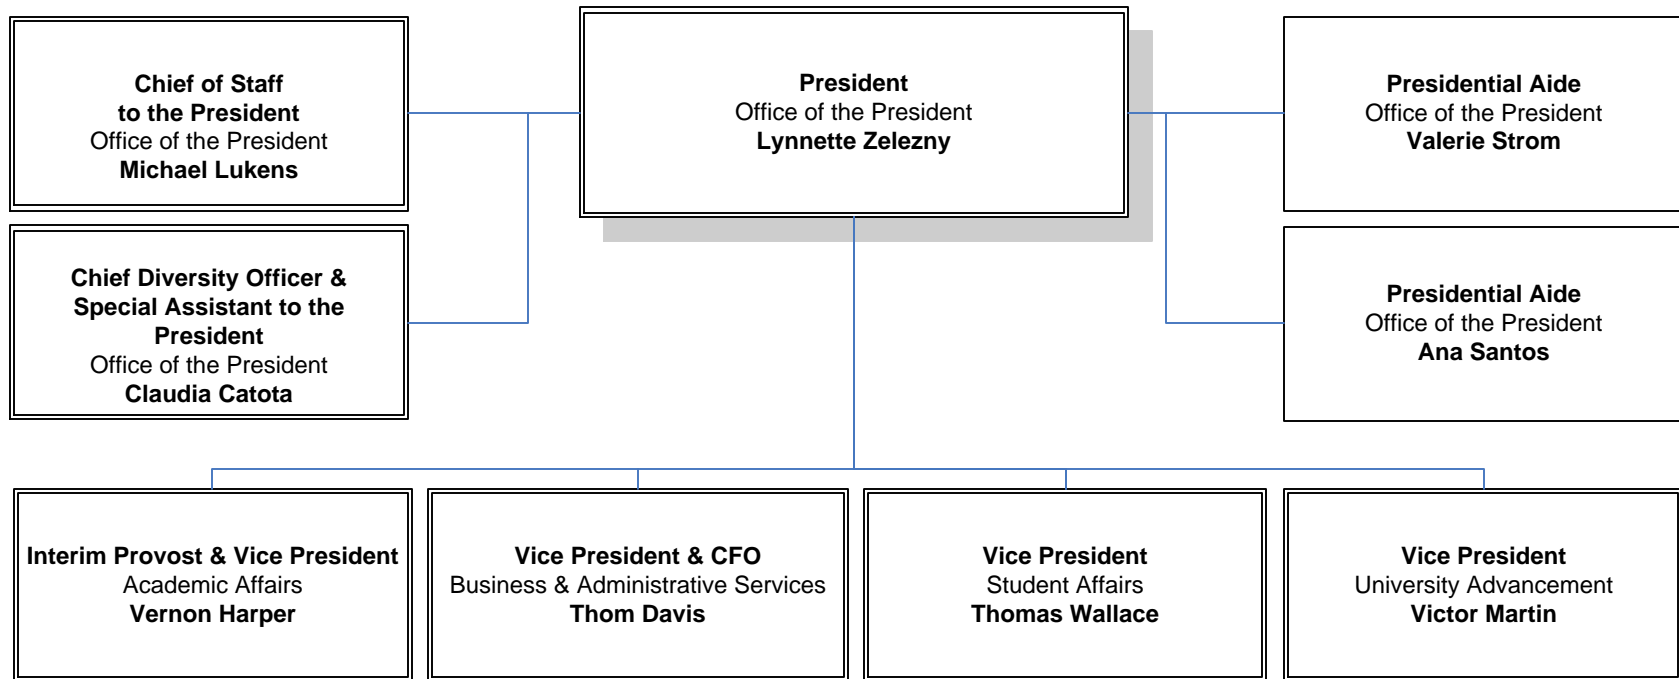 Chief of Staff
to the President
Office of the President
Michael Lukens
President
Office of the President
Lynnette Zelezny
Presidential Aide
Office of the President
Valerie Strom
Chief Diversity Officer &
Special Assistant to the
President
Office of the President
Claudia Catota
Presidential Aide
Office of the President
Ana Santos
Interim Provost & Vice President
Academic Affairs
Vernon Harper
Vice President & CFO
Business & Administrative Services
Thom Davis
Vice President
Student Affairs
Thomas Wallace
Vice President
University Advancement
Victor Martin